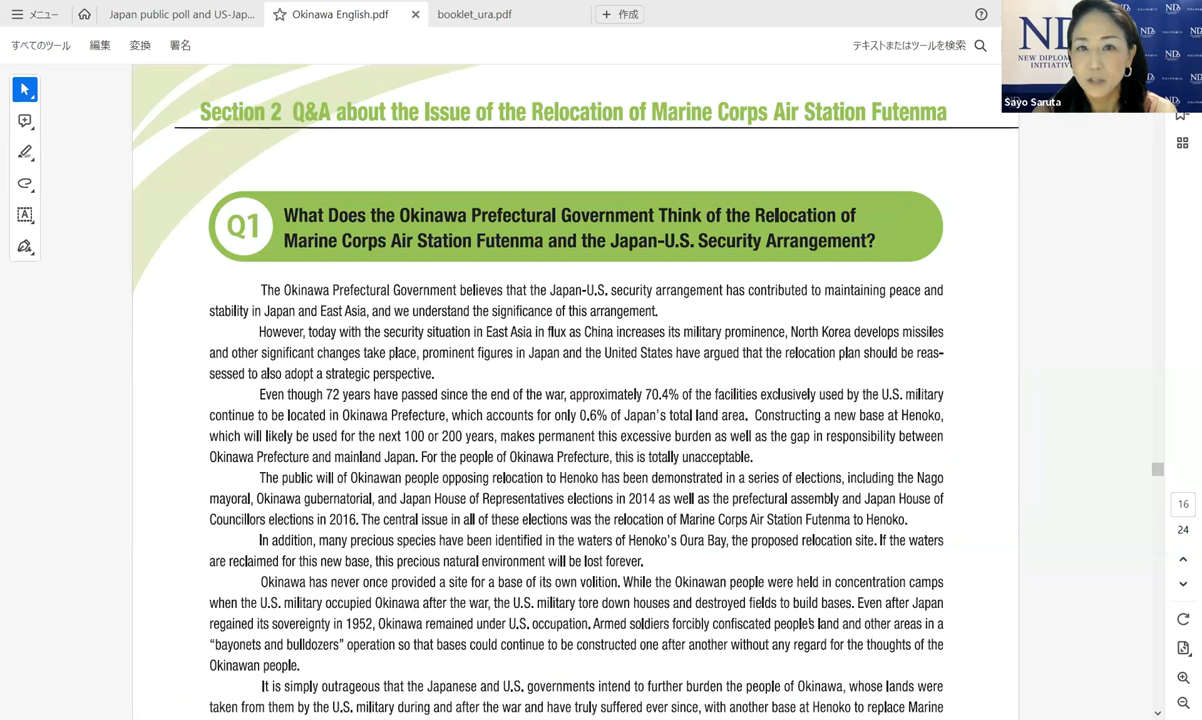 メニュー
Japan public poll and US-Jap...
Okinawa English.pdf
booklet_ura.pdf
作成
すべてのツール
編集
変換
署名
テキストまたはツールを検索
NEW DIPLOM
INITIATIVE
Sayo Saruta
Section 2 Q&A about the Issue of the Relocation of Marine Corps Air Station Futenma
Q1
What Does the Okinawa Prefectural Government Think of the Relocation of
Marine Corps Air Station Futenma and the Japan-U.S. Security Arrangement?
The Okinawa Prefectural Government believes that the Japan-U.S. security arrangement has contributed to maintaining peace and
stability in Japan and East Asia, and we understand the significance of this arrangement.
However, today with the security situation in East Asia in flux as China increases its military prominence, North Korea develops missiles
and other significant changes take place, prominent figures in Japan and the United States have argued that the relocation plan should be reas-
sessed to also adopt a strategic perspective.
Even though 72 years have passed since the end of the war, approximately 70.4% of the facilities exclusively used by the U.S. military
continue to be located in Okinawa Prefecture, which accounts for only 0.6% of Japan's total land area. Constructing a new base at Henoko,
which will likely be used for the next 100 or 200 years, makes permanent this excessive burden as well as the gap in responsibility between
Okinawa Prefecture and mainland Japan. For the people of Okinawa Prefecture, this is totally unacceptable.
The public will of Okinawan people opposing relocation to Henoko has been demonstrated in a series of elections, including the Nago
mayoral, Okinawa gubernatorial, and Japan House of Representatives elections in 2014 as well as the prefectural assembly and Japan House of
Councillors elections in 2016. The central issue in all of these elections was the relocation of Marine Corps Air Station Futenma to Henoko.
In addition, many precious species have been identified in the waters of Henoko's Oura Bay, the proposed relocation site. If the waters
are reclaimed for this new base, this precious natural environment will be lost forever.
Okinawa has never once provided a site for a base of its own volition. While the Okinawan people were held in concentration camps
when the U.S. military occupied Okinawa after the war, the U.S. military tore down houses and destroyed fields to build bases. Even after Japan
regained its sovereignty in 1952, Okinawa remained under U.S. occupation. Armed soldiers forcibly confiscated people's land and other areas in a
"bayonets and bulldozers" operation so that bases could continue to be constructed one after another without any regard for the thoughts of the
Okinawan people.
It is simply outrageous that the Japanese and U.S. governments intend to further burden the people of Okinawa, whose lands were
taken from them by the U.S. military during and after the war and have truly suffered ever since, with another base at Henoko to replace Marine
16
24